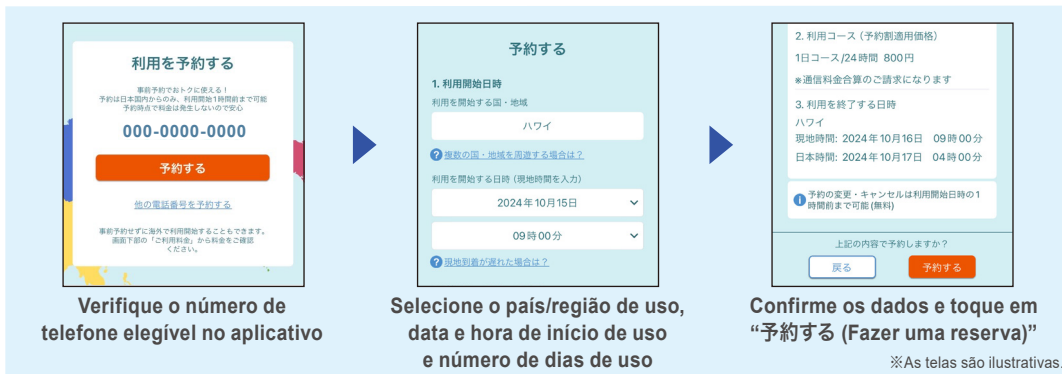 利用を予約する
事前予約でおトクに使える！
予約は日本国内からのみ、利用開始1時間前まで可能
予約時点で料金は発生しないので安心
000-0000-0000
予約する
他の電話番号を予約する
事前予約せずに海外で利用開始することもできます。
画面下部の「ご利用料金」から料金をご確認
ください。
Verifique o número de
telefone elegível no aplicativo
予約する
1. 利用開始日時
利用を開始する国・地域
ハワイ
?複数の国・地域を周遊する場合は？
利用を開始する日時（現地時間を入力）
2024年10月15日
09時00分
?現地到着が遅れた場合は？
Selecione o país/região de uso,
data e hora de início de uso
e número de dias de uso
2. 利用コース（予約割適用価格）
1日コース/24時間 800円
※通信料金合算のご請求になります
3. 利用を終了する日時
ハワイ
現地時間: 2024年10月16日 09時00分
日本時間: 2024年10月17日 04時00分
i予約の変更・キャンセルは利用開始日時の1
時間前まで可能(無料)
上記の内容で予約しますか？
戻る 予約する
Confirme os dados e toque em
“予約する (Fazer uma reserva)”
※As telas são ilustrativas.